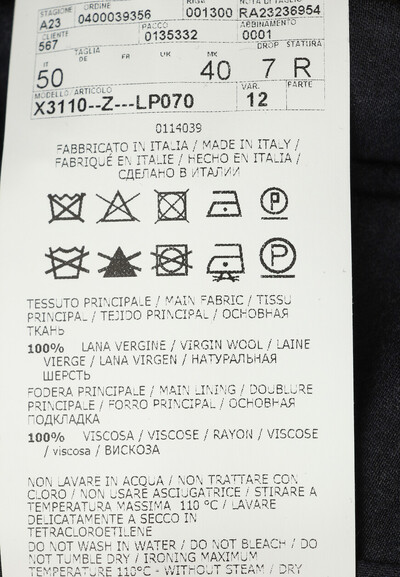 STAGIONE ORDINE RIGA NOTA DI TAGLIO
A23 0400039356 001300 RA23236954
CLIENTE PACCO ABBINAMENTO
567 0135332 0001
TAGLIA DROP STATURA
IT DE FR UK MK
50 40 7 R
MODELLO ARTICOLO VAR. PARTE
X3110--Z---LP070 12
0114039
FABBRICATO IN ITALIA / MADE IN ITALY /
FABRIQUÉ EN ITALIE / HECHO EN ITALIA /
СДЕЛАНО В ИТАЛИИ
P
P
TESSUTO PRINCIPALE / MAIN FABRIC / TISSU
PRINCIPAL / TEJIDO PRINCIPAL / ОСНОВНАЯ
ТКАНЬ
100% LANA VERGINE / VIRGIN WOOL / LAINE
VIERGE / LANA VIRGEN / НАТУРАЛЬНАЯ
ШЕРСТЬ
FODERA PRINCIPALE / MAIN LINING / DOUBLURE
PRINCIPALE / FORRO PRINCIPAL / ОСНОВНАЯ
ПОДКЛАДКА
100% VISCOSA / VISCOSE / RAYON / VISCOSE
/ viscosa / ВИСКОЗА
NON LAVARE IN ACQUA / NON TRATTARE CON
CLORO / NON USARE ASCIUGATRICE / STIRARE A
TEMPERATURA MASSIMA 110 °C / LAVARE
DELICATAMENTE A SECCO IN
TETRACLOROETILENE
DO NOT WASH IN WATER / DO NOT BLEACH / DO
NOT TUMBLE DRY / IRONING MAXIMUM
TEMPERATURE 110°C - WITHOUT STEAM / DRY